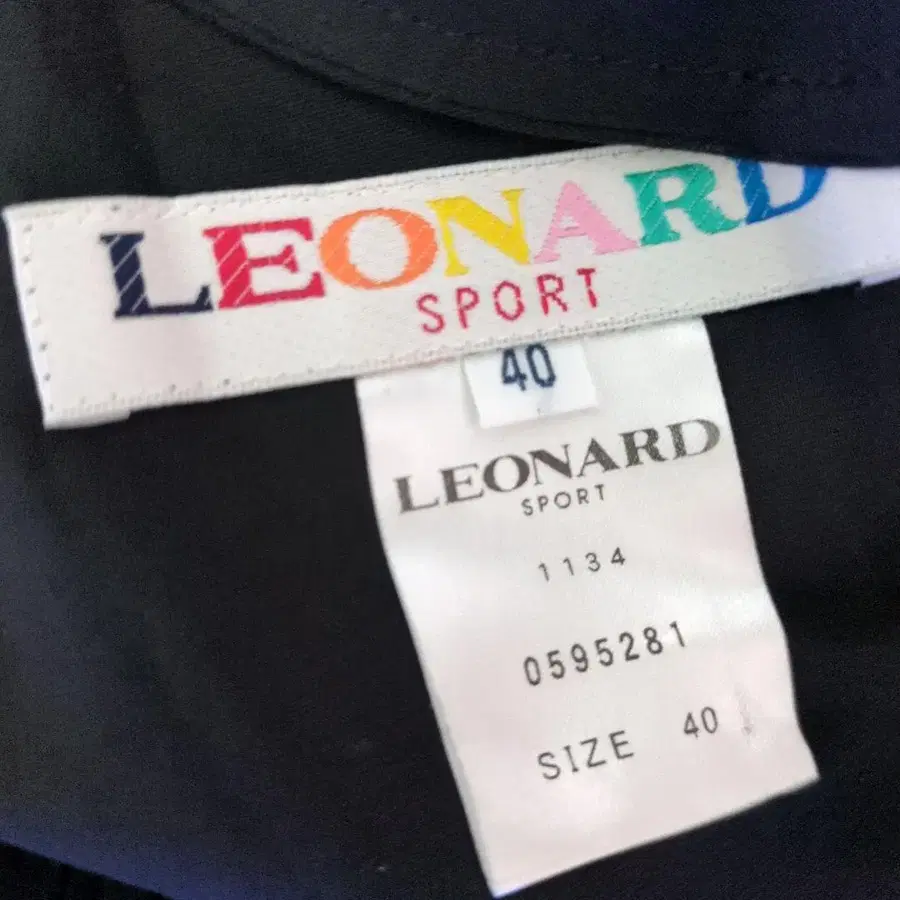 LEONARD
SPORT
40
LEONARD
SPORT
1134
0595281
SIZE 40